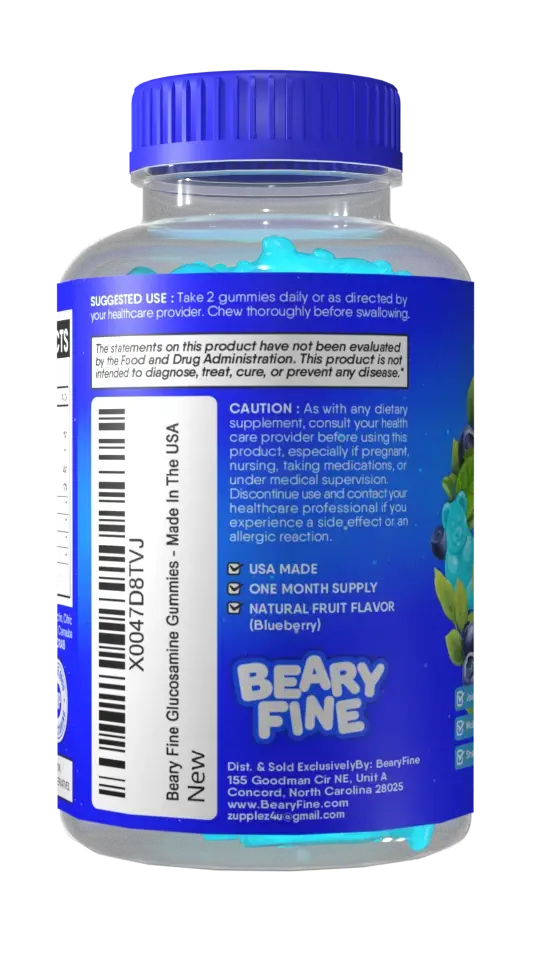 SUGGESTED USE : Take 2 gummies daily or as directed by
your healthcare provider. Chew thoroughly before swallowing.
The statements on this product have not been evaluated
by the Food and Drug Administration. This product is not
intended to diagnose, treat, cure, or prevent any disease.*
X0047D8TVJ
Beary Fine Glucosamine Gummies - Made In The USA
New
CAUTION : As with any dietary
supplement, consult your health
care provider before using this
product, especially if pregnant,
nursing, taking medications, or
under medical supervision.
Discontinue use and contact your
healthcare professional if you
experience a side effect or an
allergic reaction.
USA MADE
ONE MONTH SUPPLY
NATURAL FRUIT FLAVOR
(Blueberry)
BEARY
FINE
Dist. & Sold ExclusivelyBy: BearyFine
155 Goodman Cir NE, Unit A
Concord, North Carolina 28025
www.BearyFine.com
zupplez4u@gmail.com
CTS